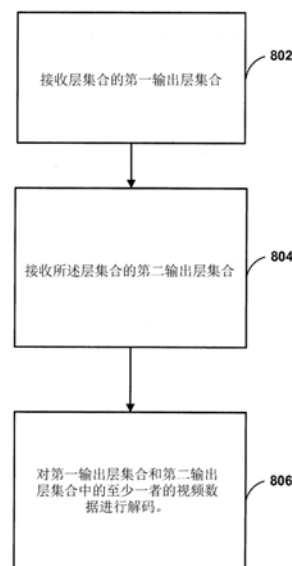 接收层集合的第一输出层集合
802
接收所述层集合的第二输出层集合
804
对第一输出层集合和第二输出
层集合中的至少一者的视频数
据进行解码。
806